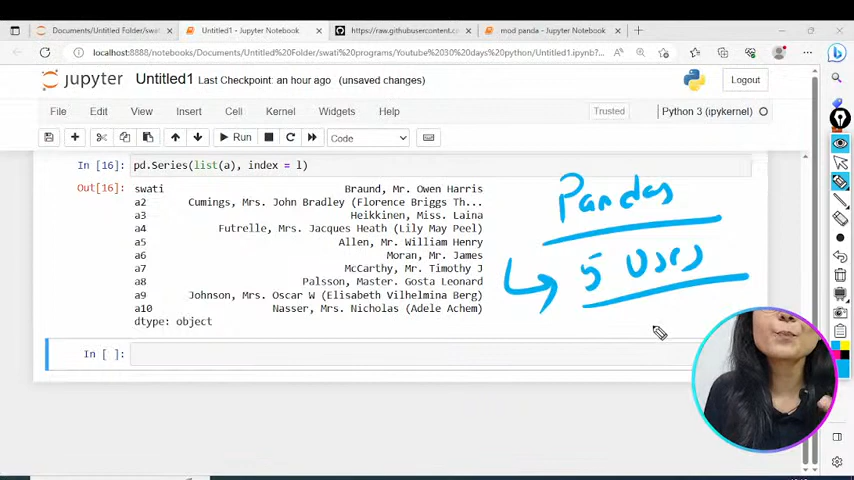 Documents/Untitled Folder/swat
Untitled1 - Jupyter Notebook
https://raw.githubusercontent.c
mod panda - Jupyter Notebook
localhost:8888/notebooks/Documents/Untitled%20Folder/swati%20programs/Youtube%2030%20days%20python/Untitled1.ipynb?...
jupyter Untitled1 Last Checkpoint: an hour ago (unsaved changes)
Logout
File Edit View Insert Cell Kernel Widgets Help
Trusted
Python 3 (ipykernel)
Run
Code
In [16]: pd.Series(list(a), index = l)
Out[16]: swati Braund, Mr. Owen Harris
a2 Cumings, Mrs. John Bradley (Florence Briggs Th...
a3 Heikkinen, Miss. Laina
a4 Futrelle, Mrs. Jacques Heath (Lily May Peel)
a5 Allen, Mr. William Henry
a6 Moran, Mr. James
a7 McCarthy, Mr. Timothy J
a8 Palsson, Master. Gosta Leonard
a9 Johnson, Mrs. Oscar W (Elisabeth Vilhelmina Berg)
a10 Nasser, Mrs. Nicholas (Adele Achem)
dtype: object
Pandas
5 Uses
In [ ]: